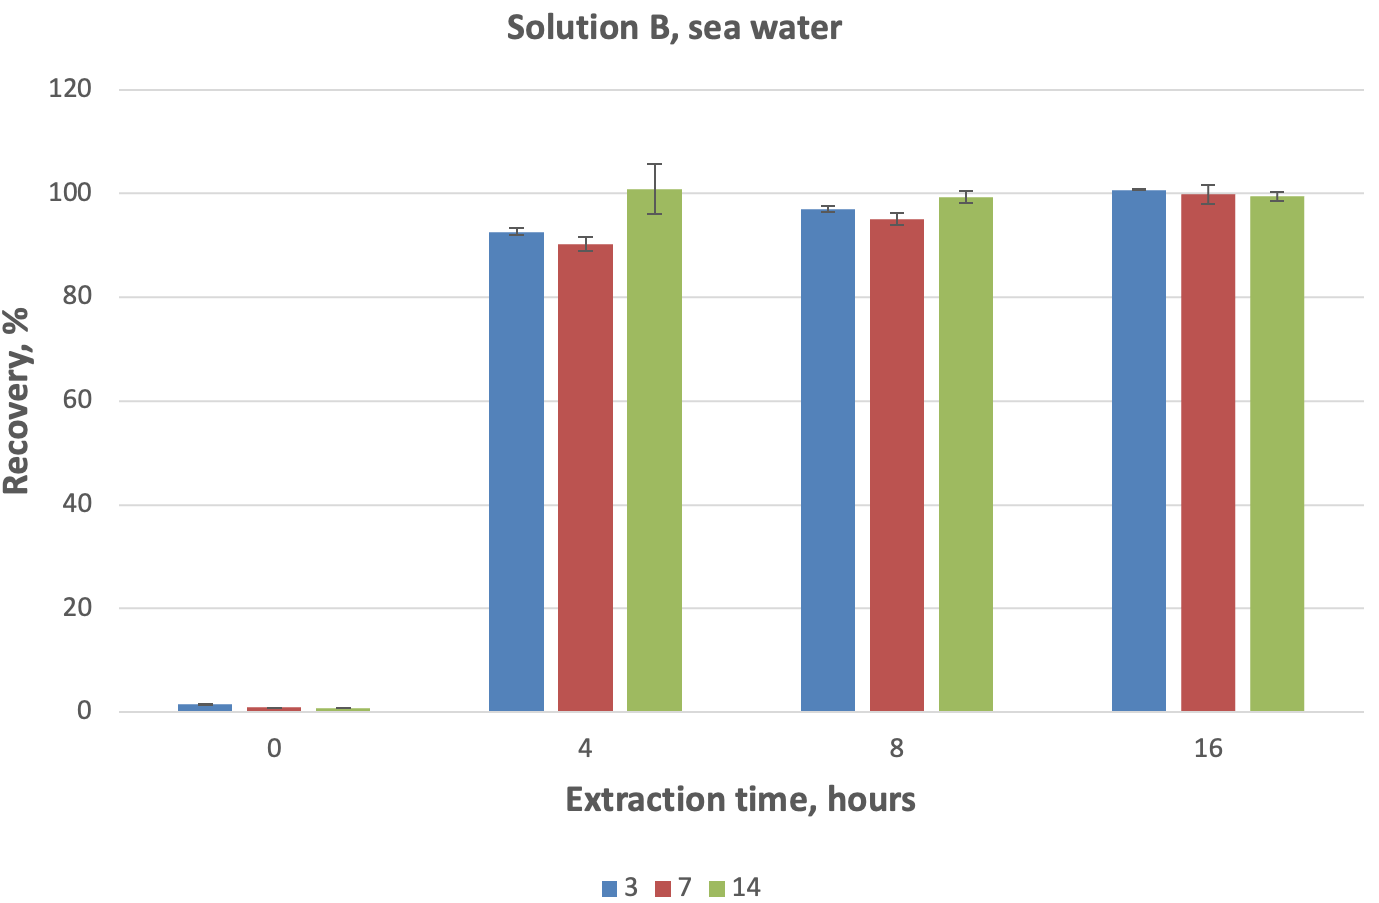 Solution B, sea water
120
100
80
60
40
20
0
Recovery, %
0 4 8 16
Extraction time, hours
3 7 14